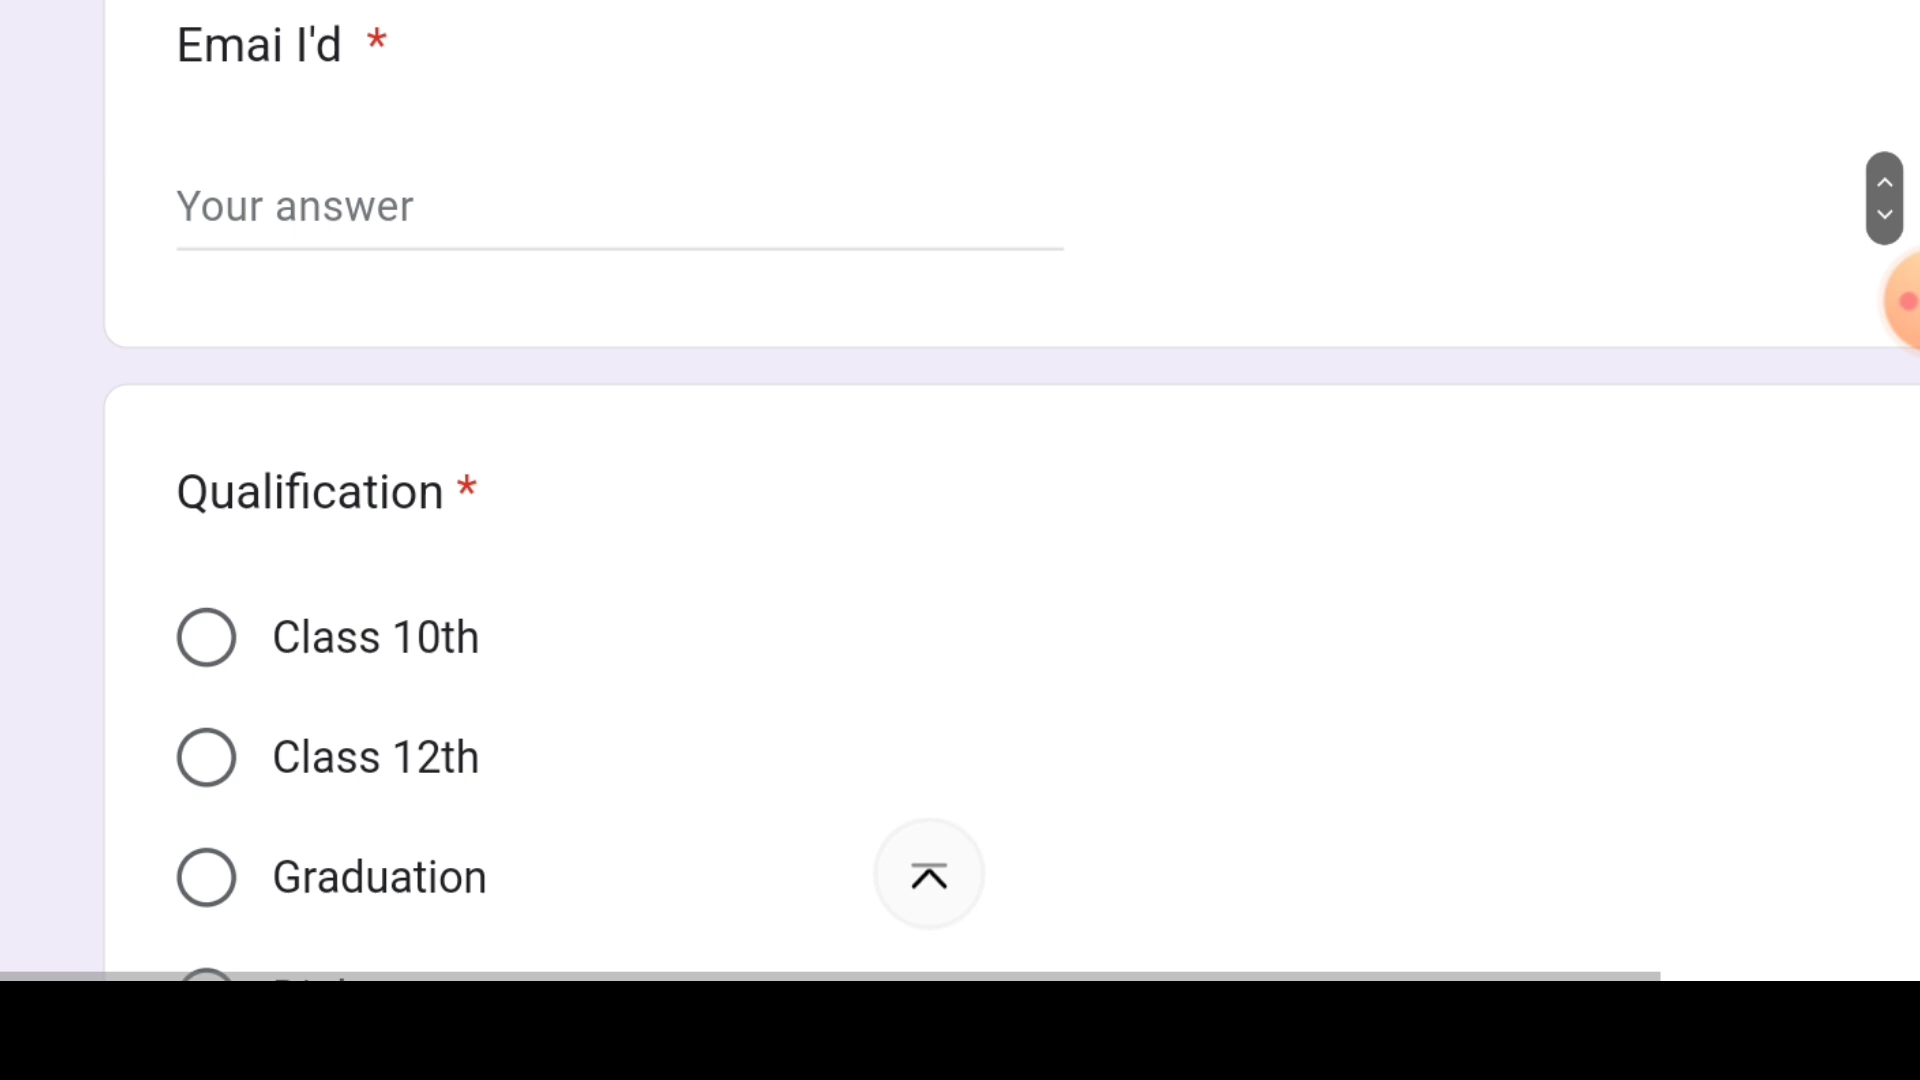 Emai I'd *
Your answer
Qualification *
Class 10th
Class 12th
Graduation